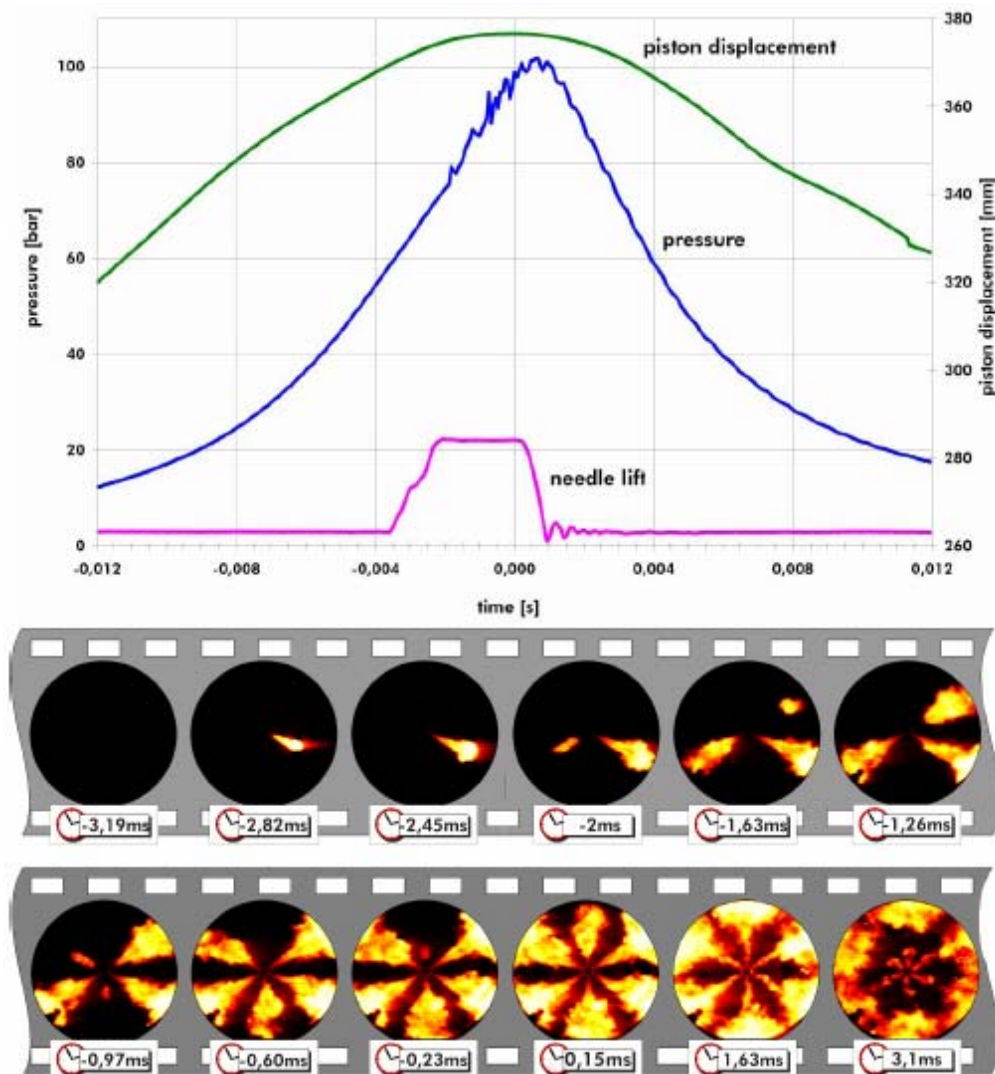 380
piston displacement
100
360
80
340
pressure [bar]
pressure
piston displacement [mm]
60
320
40
300
20
needle lift
280
0
260
-0,012
-0,008
-0,004
0,000
0,004
0,008
0,012
time [s]
-3,19ms
-2,82ms
-2,45ms
-2ms
-1,63ms
-1,26ms
-0,97ms
-0,60ms
-0,23ms
0,15ms
1,63ms
3,1ms